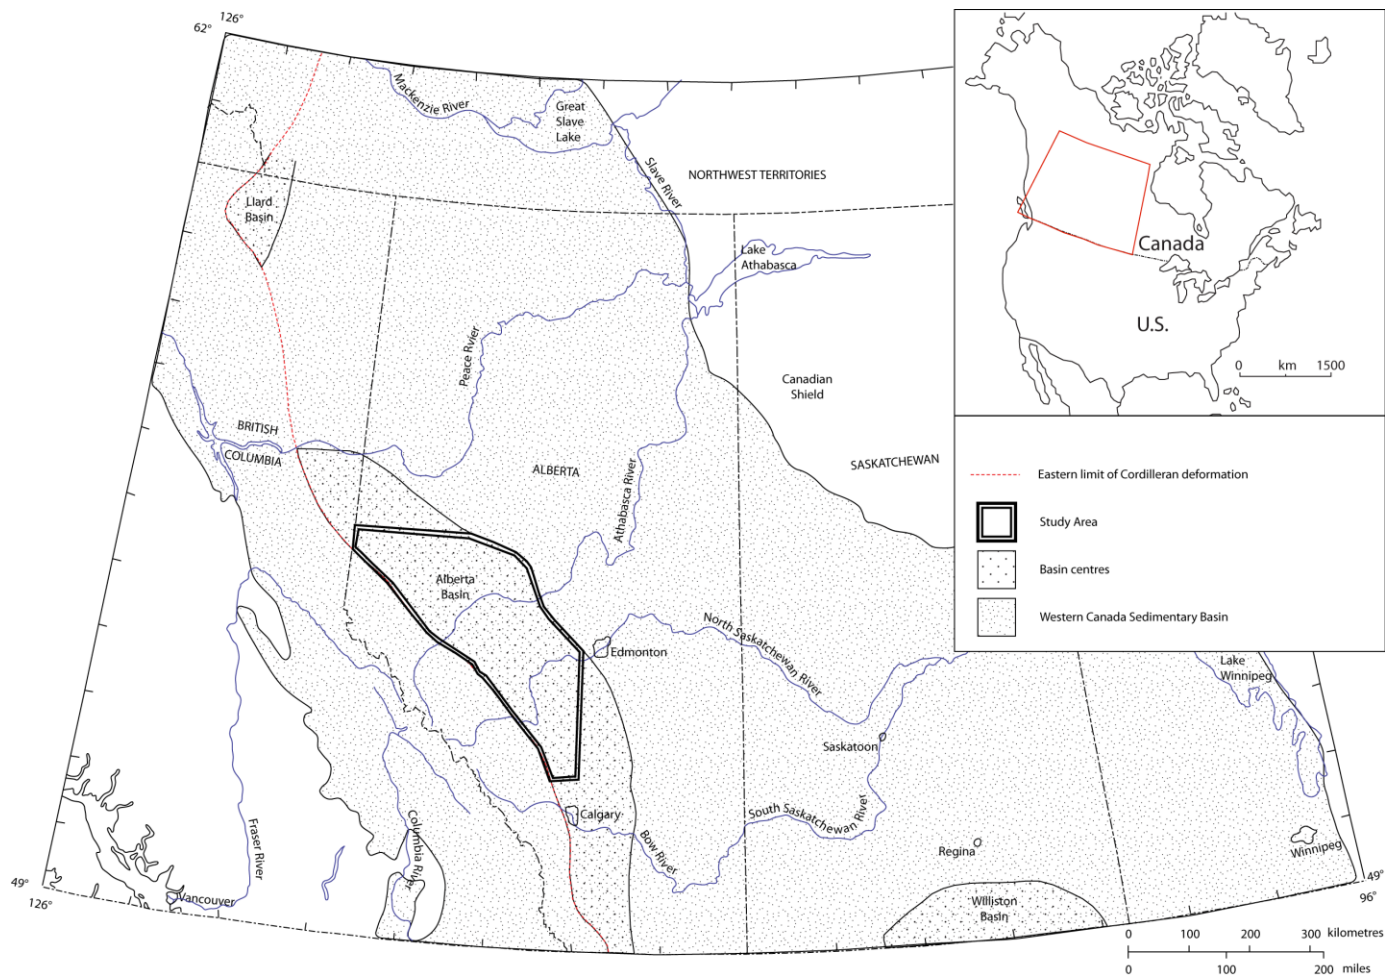 126°
62°
Mackenzie River
Great
Slave
Lake
Slave River
NORTHWEST TERRITORIES
Llard
Basin
Lake
Athabasca
Peace Rvier
Canadian
Shield
BRITISH
COLUMBIA
ALBERTA
Athabasca River
SASKATCHEWAN
Alberta
Basin
Edmonton
North Saskatchewan River
Saskatoon
Calgary
Bow River
South Saskatchewan River
Regina
Winnipeg
Lake
Winnipeg
Fraser River
Columbia River
Vancouver
Williston
Basin
49°
126°
49°
96°
0 100 200 300 kilometres
0 100 200 miles
Canada
U.S.
0 km 1500
Eastern limit of Cordilleran deformation
Study Area
Basin centres
Western Canada Sedimentary Basin